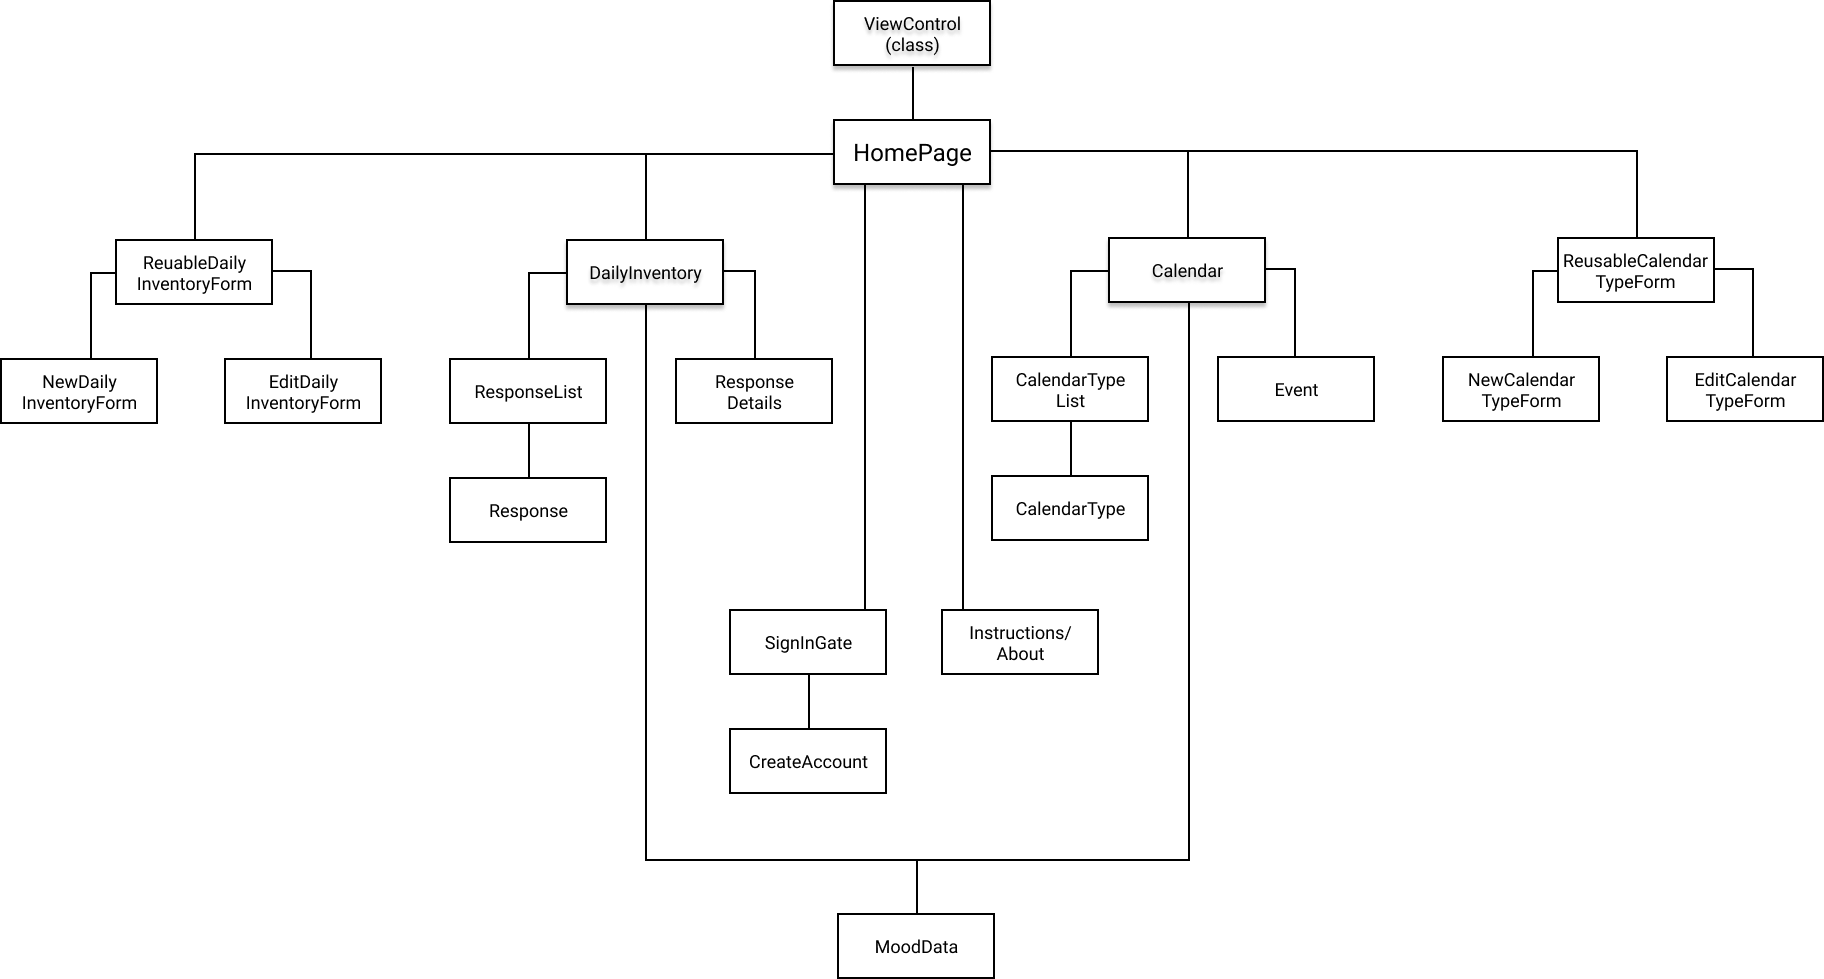 ViewControl
(class)
HomePage
ReuableDaily
InventoryForm
DailyInventory
Calendar
ReusableCalendar
TypeForm
NewDaily
InventoryForm
EditDaily
InventoryForm
ResponseList
Response
Details
CalendarType
List
Event
NewCalendar
TypeForm
EditCalendar
TypeForm
Response
CalendarType
SignInGate
Instructions/
About
CreateAccount
MoodData